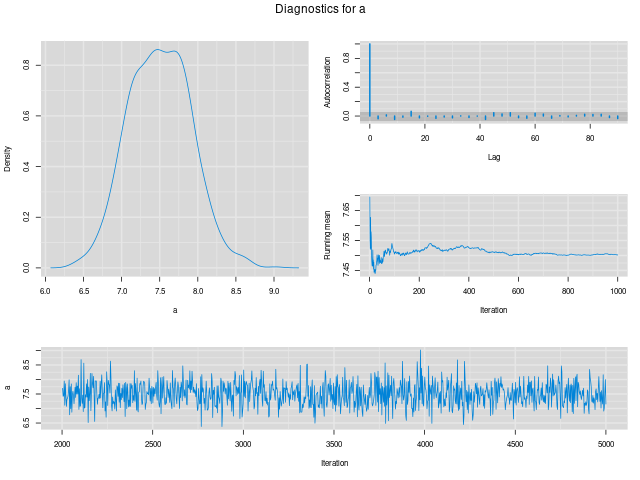 Diagnostics for a
Density
0.0 0.2 0.4 0.6 0.8
6.0 6.5 7.0 7.5 8.0 8.5 9.0
a
Autocorrelation
0.0 0.4 0.8
0 20 40 60 80
Lag
Running mean
7.45 7.55 7.65
0 200 400 600 800 1000
Iteration
a
6.5 7.5 8.5
2000 2500 3000 3500 4000 4500 5000
Iteration